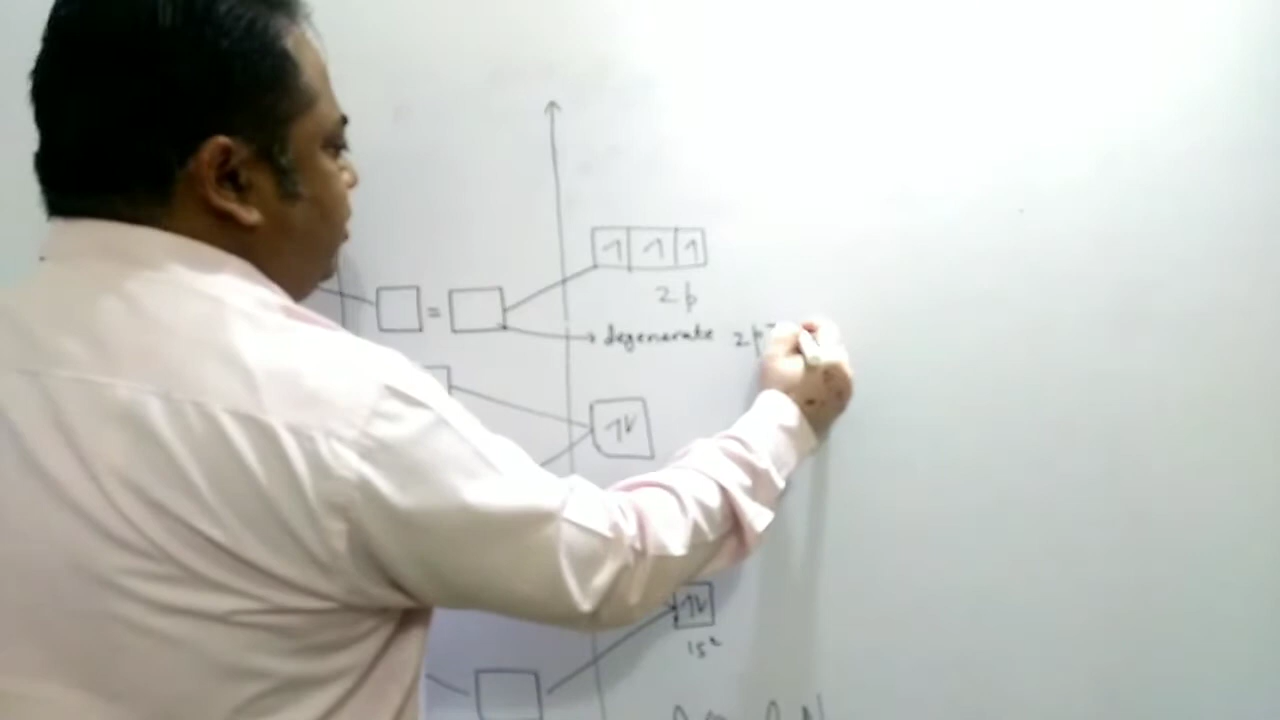 2p
degenerate 2p
1s²